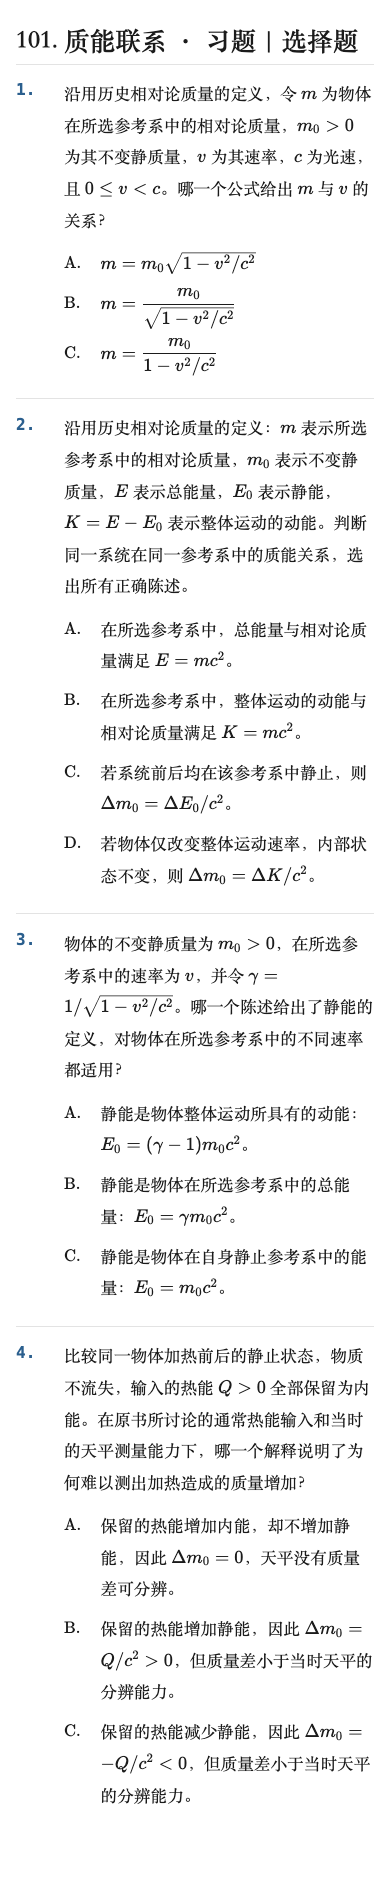 101. 质能联系 · 习题 | 选择题
1. 沿用历史相对论质量的定义，令 m 为物体
在所选参考系中的相对论质量，m₀ > 0
为其不变静质量，v 为其速率，c 为光速，
且 0 ≤ v < c。哪一个公式给出 m 与 v 的
关系？
A. m = m₀√(1 − v²/c²)
B. m = m₀/√(1 − v²/c²)
C. m = m₀/(1 − v²/c²)
2. 沿用历史相对论质量的定义：m 表示所选
参考系中的相对论质量，m₀ 表示不变静
质量，E 表示总能量，E₀ 表示静能，
K = E − E₀ 表示整体运动的动能。判断
同一系统在同一参考系中的质能关系，选
出所有正确陈述。
A. 在所选参考系中，总能量与相对论质
量满足 E = mc²。
B. 在所选参考系中，整体运动的动能与
相对论质量满足 K = mc²。
C. 若系统前后均在该参考系中静止，则
Δm₀ = ΔE₀/c²。
D. 若物体仅改变整体运动速率，内部状
态不变，则 Δm₀ = ΔK/c²。
3. 物体的不变静质量为 m₀ > 0，在所选参
考系中的速率为 v，并令 γ =
1/√(1 − v²/c²)。哪一个陈述给出了静能的
定义，对物体在所选参考系中的不同速率
都适用？
A. 静能是物体整体运动所具有的动能：
E₀ = (γ − 1)m₀c²。
B. 静能是物体在所选参考系中的总能
量：E₀ = γm₀c²。
C. 静能是物体在自身静止参考系中的能
量：E₀ = m₀c²。
4. 比较同一物体加热前后的静止状态，物质
不流失，输入的热能 Q > 0 全部保留为内
能。在原书所讨论的通常热能输入和当时
的天平测量能力下，哪一个解释说明了为
何难以测出加热造成的质量增加？
A. 保留的热能增加内能，却不增加静
能，因此 Δm₀ = 0，天平没有质量
差可分辨。
B. 保留的热能增加静能，因此 Δm₀ =
Q/c² > 0，但质量差小于当时天平的
分辨能力。
C. 保留的热能减少静能，因此 Δm₀ =
−Q/c² < 0，但质量差小于当时天平
的分辨能力。